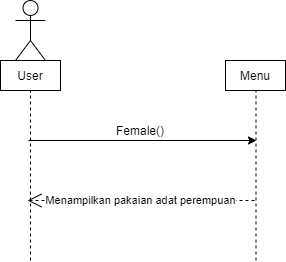 User
Menu
Female()
Menampilkan pakaian adat perempuan